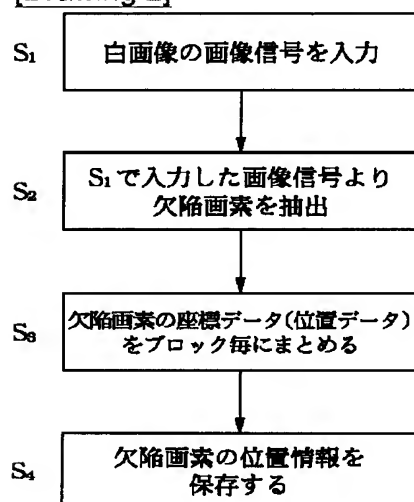 S₁ 白画像の画像信号を入力
S₂ S₁で入力した画像信号より
欠陥画素を抽出
S₃ 欠陥画素の座標データ(位置データ)
をブロック毎にまとめる
S₄ 欠陥画素の位置情報を
保存する